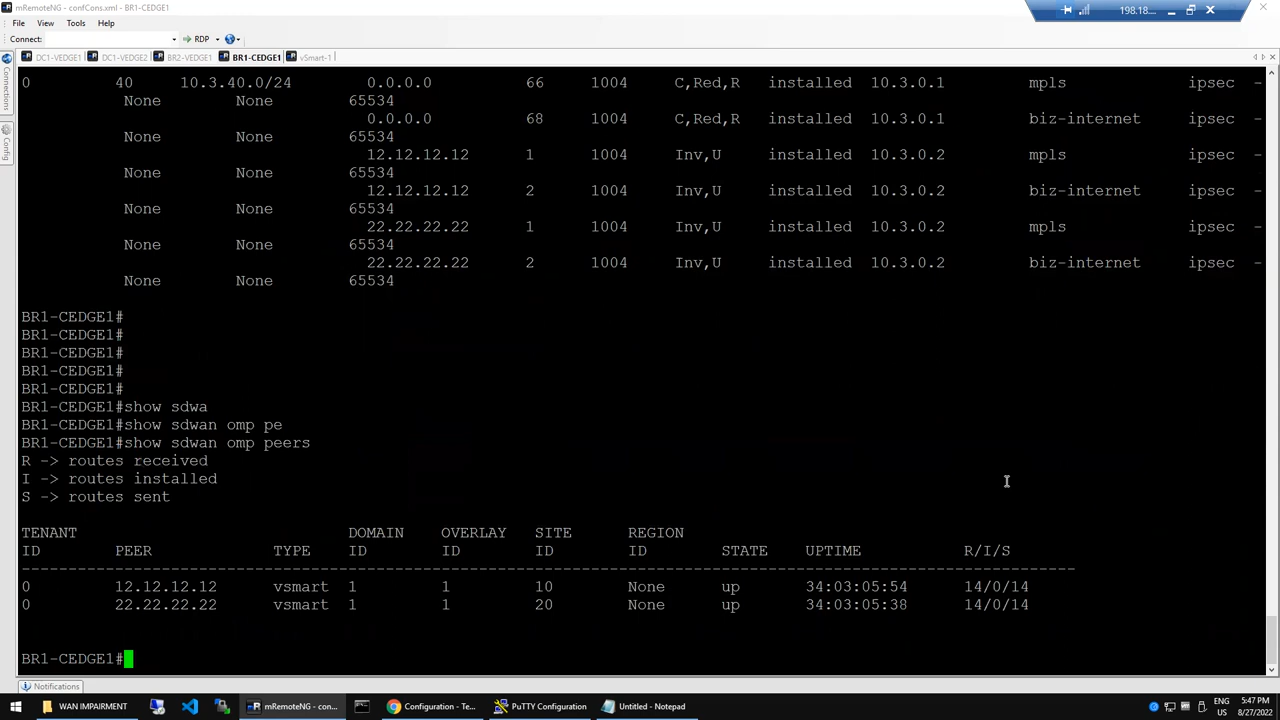 mRemoteNG - confCons.xml - BR1-CEDGE1
198.18....
File View Tools Help
Connect: RDP
DC1-VEDGE1 DC1-VEDGE2 BR2-VEDGE1 BR1-CEDGE1 vSmart-1
Connections
Config
0 40 10.3.40.0/24 0.0.0.0 66 1004 C,Red,R installed 10.3.0.1 mpls ipsec -
None None 65534
0.0.0.0 68 1004 C,Red,R installed 10.3.0.1 biz-internet ipsec -
None None 65534
12.12.12.12 1 1004 Inv,U installed 10.3.0.2 mpls ipsec -
None None 65534
12.12.12.12 2 1004 Inv,U installed 10.3.0.2 biz-internet ipsec -
None None 65534
22.22.22.22 1 1004 Inv,U installed 10.3.0.2 mpls ipsec -
None None 65534
22.22.22.22 2 1004 Inv,U installed 10.3.0.2 biz-internet ipsec -
None None 65534
BR1-CEDGE1#
BR1-CEDGE1#
BR1-CEDGE1#
BR1-CEDGE1#
BR1-CEDGE1#
BR1-CEDGE1#show sdwa
BR1-CEDGE1#show sdwan omp pe
BR1-CEDGE1#show sdwan omp peers
R -> routes received
I -> routes installed
S -> routes sent
TENANT DOMAIN OVERLAY SITE REGION
ID PEER TYPE ID ID ID ID STATE UPTIME R/I/S
---------------------------------------------------------------------------------------------------------------
0 12.12.12.12 vsmart 1 1 10 None up 34:03:05:54 14/0/14
0 22.22.22.22 vsmart 1 1 20 None up 34:03:05:38 14/0/14
BR1-CEDGE1#
Notifications
WAN IMPAIRMENT mRemoteNG - con... Configuration - Te... PuTTY Configuration Untitled - Notepad
ENG 5:47 PM
US 8/27/2022